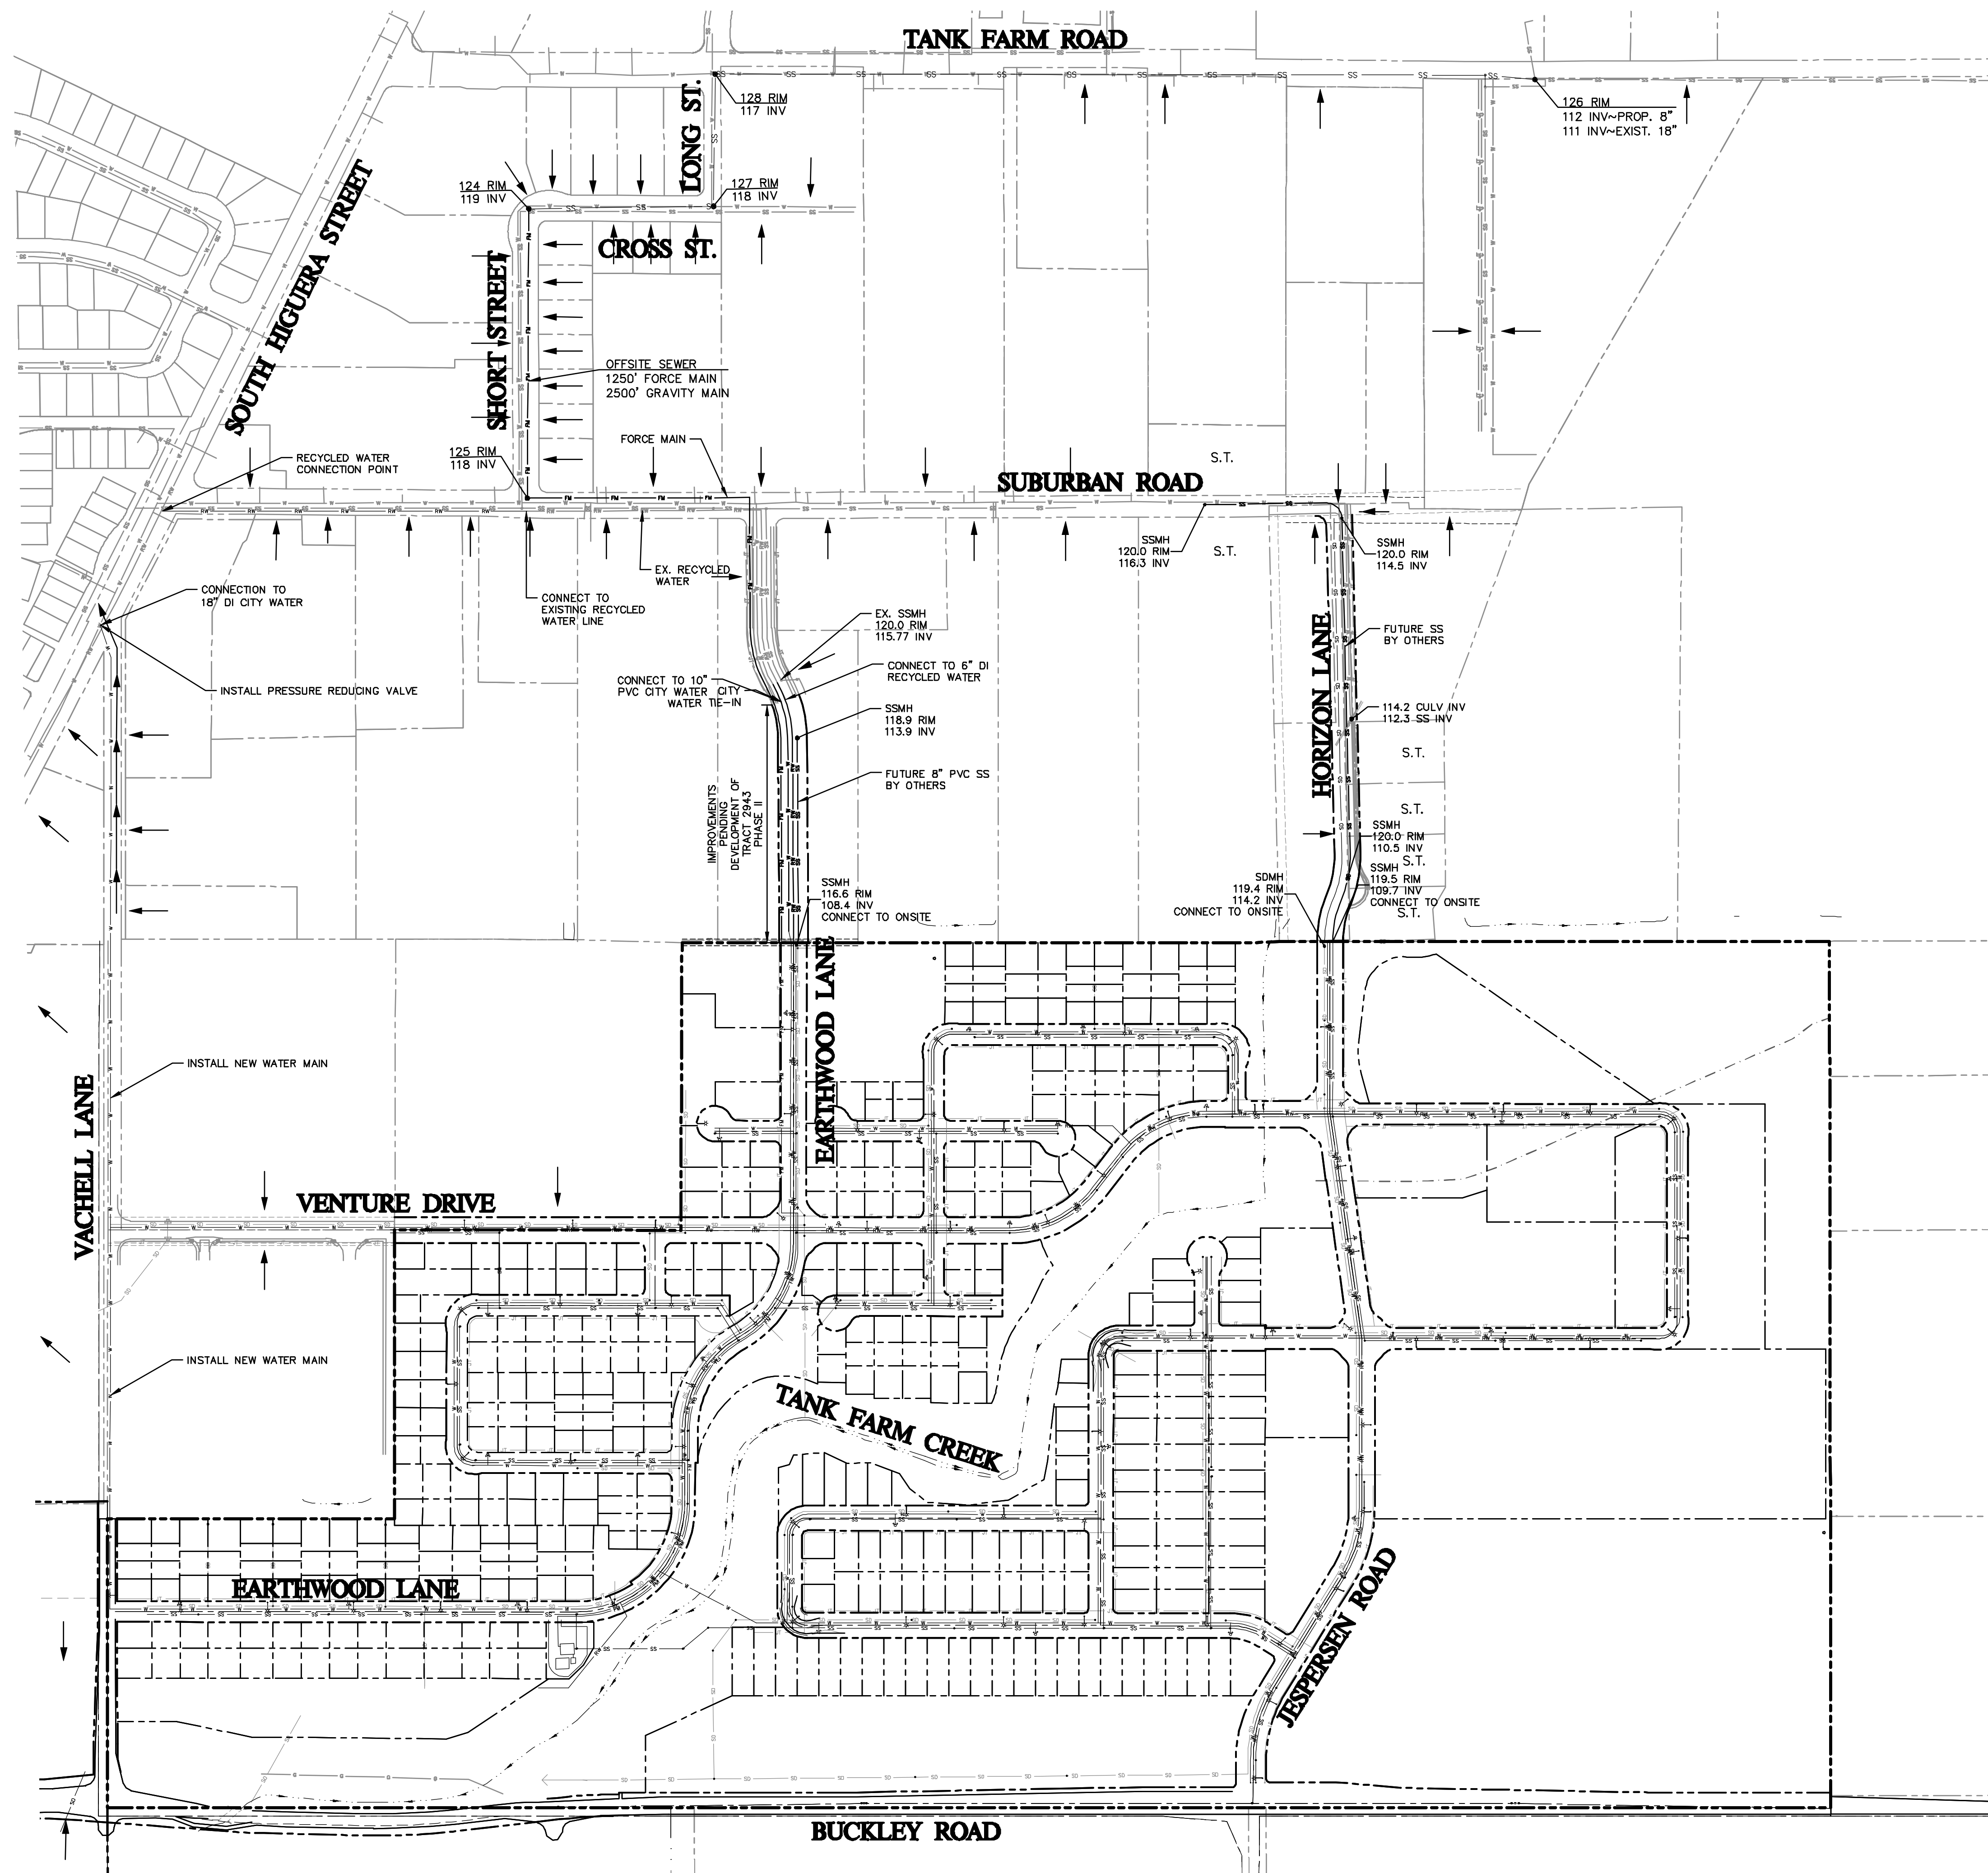 TANK FARM ROAD
128 RIM
117 INV
126 RIM
112 INV~PROP. 8"
111 INV~EXIST. 18"
LONG ST.
124 RIM
119 INV
127 RIM
118 INV
CROSS ST.
SHORT STREET
SOUTH HIGUERA STREET
OFFSITE SEWER
1250' FORCE MAIN
2500' GRAVITY MAIN
FORCE MAIN
125 RIM
118 INV
RECYCLED WATER
CONNECTION POINT
S.T.
SUBURBAN ROAD
SSMH
120.0 RIM
116.3 INV
S.T.
SSMH
120.0 RIM
114.5 INV
EX. RECYCLED
WATER
CONNECTION TO
18" DI CITY WATER
CONNECT TO
EXISTING RECYCLED
WATER LINE
EX. SSMH
120.0 RIM
115.77 INV
FUTURE SS
BY OTHERS
HORIZON LANE
CONNECT TO 6" DI
RECYCLED WATER
INSTALL PRESSURE REDUCING VALVE
CONNECT TO 10"
PVC CITY WATER
CITY
WATER TIE-IN
SSMH
118.9 RIM
113.9 INV
114.2 CULV INV
112.3 SS INV
S.T.
FUTURE 8" PVC SS
BY OTHERS
IMPROVEMENTS
PENDING
DEVELOPMENT OF
TRACT 2943
PHASE II
S.T.
SSMH
120.0 RIM
110.5 INV
S.T.
SSMH
119.5 RIM
109.7 INV
CONNECT TO ONSITE
S.T.
SSMH
116.6 RIM
108.4 INV
CONNECT TO ONSITE
SDMH
119.4 RIM
114.2 INV
CONNECT TO ONSITE
EARTHWOOD LANE
INSTALL NEW WATER MAIN
VACHELL LANE
VENTURE DRIVE
INSTALL NEW WATER MAIN
TANK FARM CREEK
EARTHWOOD LANE
JESPERSEN ROAD
BUCKLEY ROAD